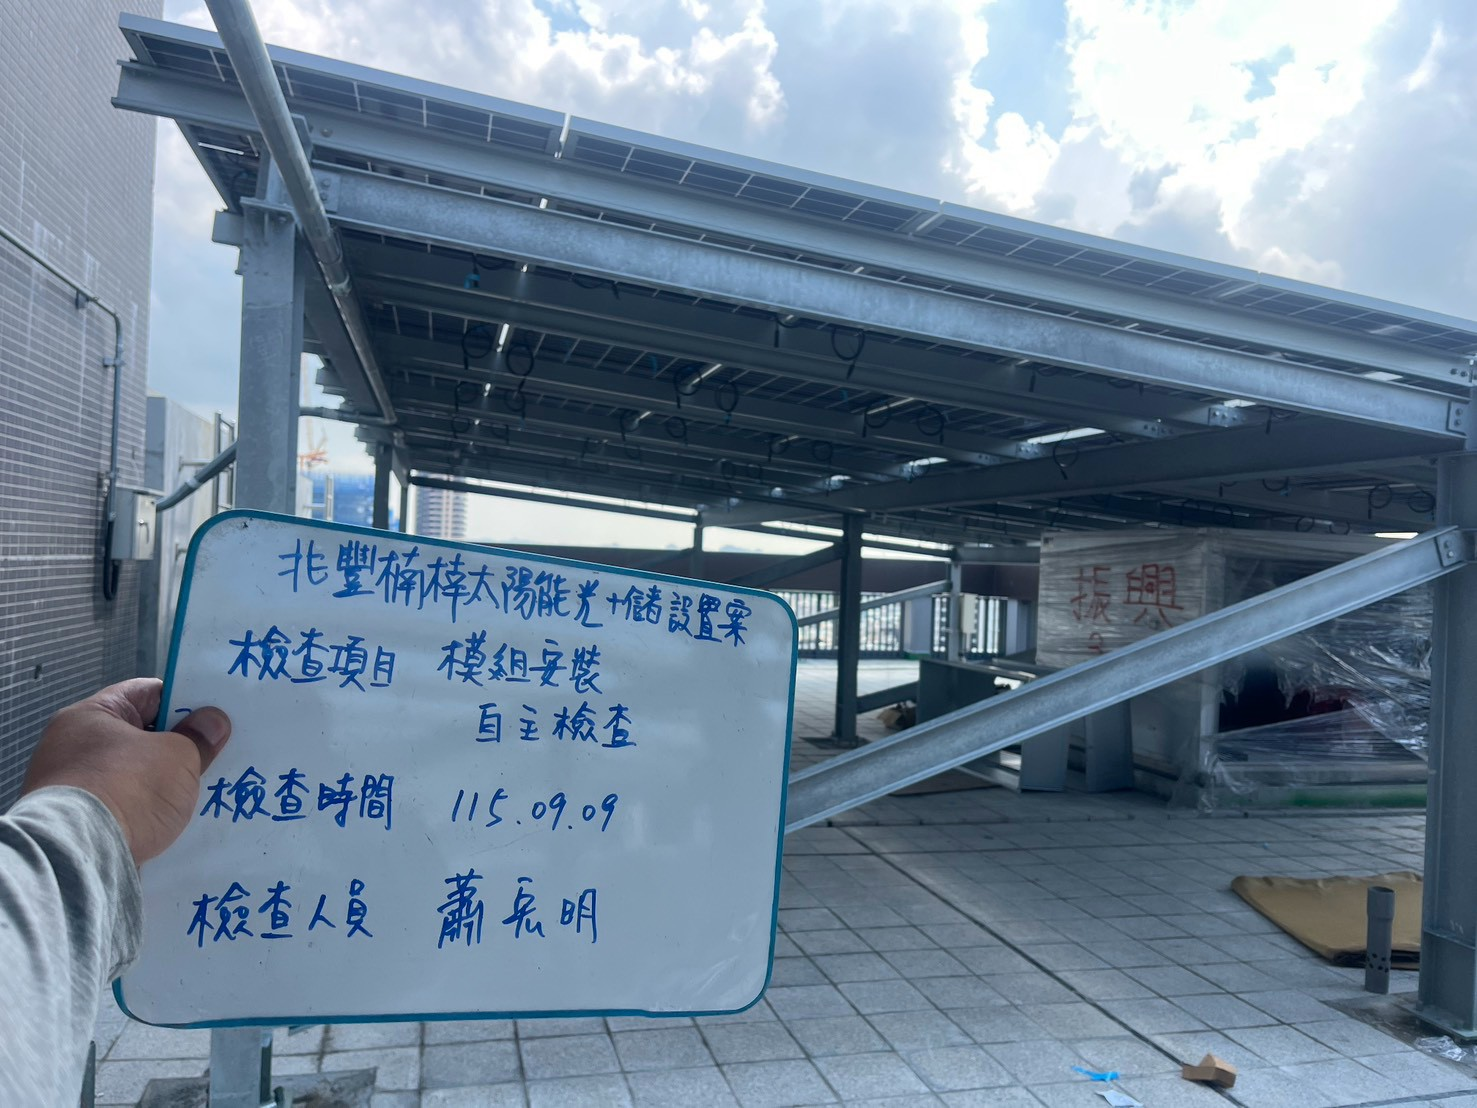 北豐楠梓太陽能光+儲設置案
檢查項目 模組安裝
自主檢查
檢查時間 115.09.09
檢查人員 蕭宏明
振興